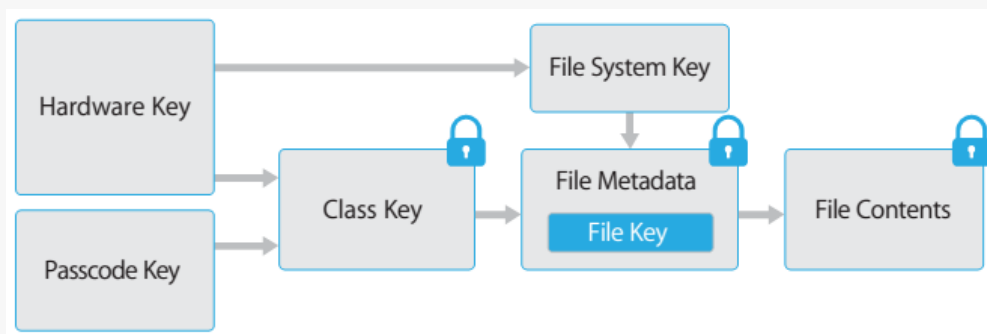 Hardware Key
File System Key
Class Key
File Metadata
File Key
File Contents
Passcode Key